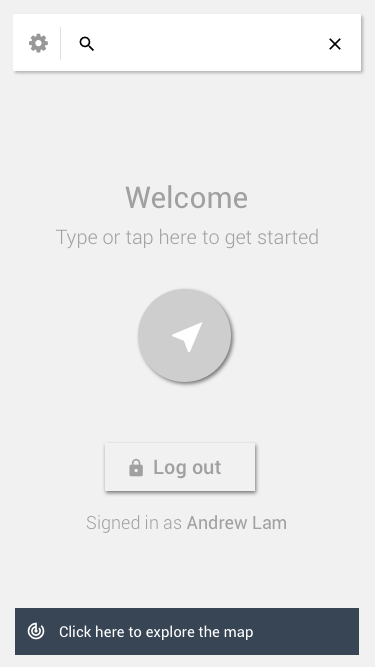 Welcome
Type or tap here to get started
Log out
Signed in as Andrew Lam
Click here to explore the map